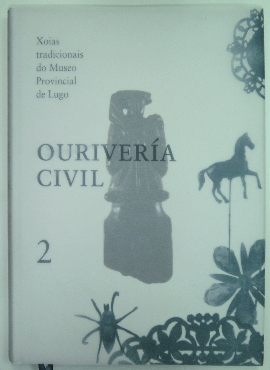 Xoias
tradicionais
do Museo
Provincial
de Lugo
OURIVERÍA
CIVIL
2